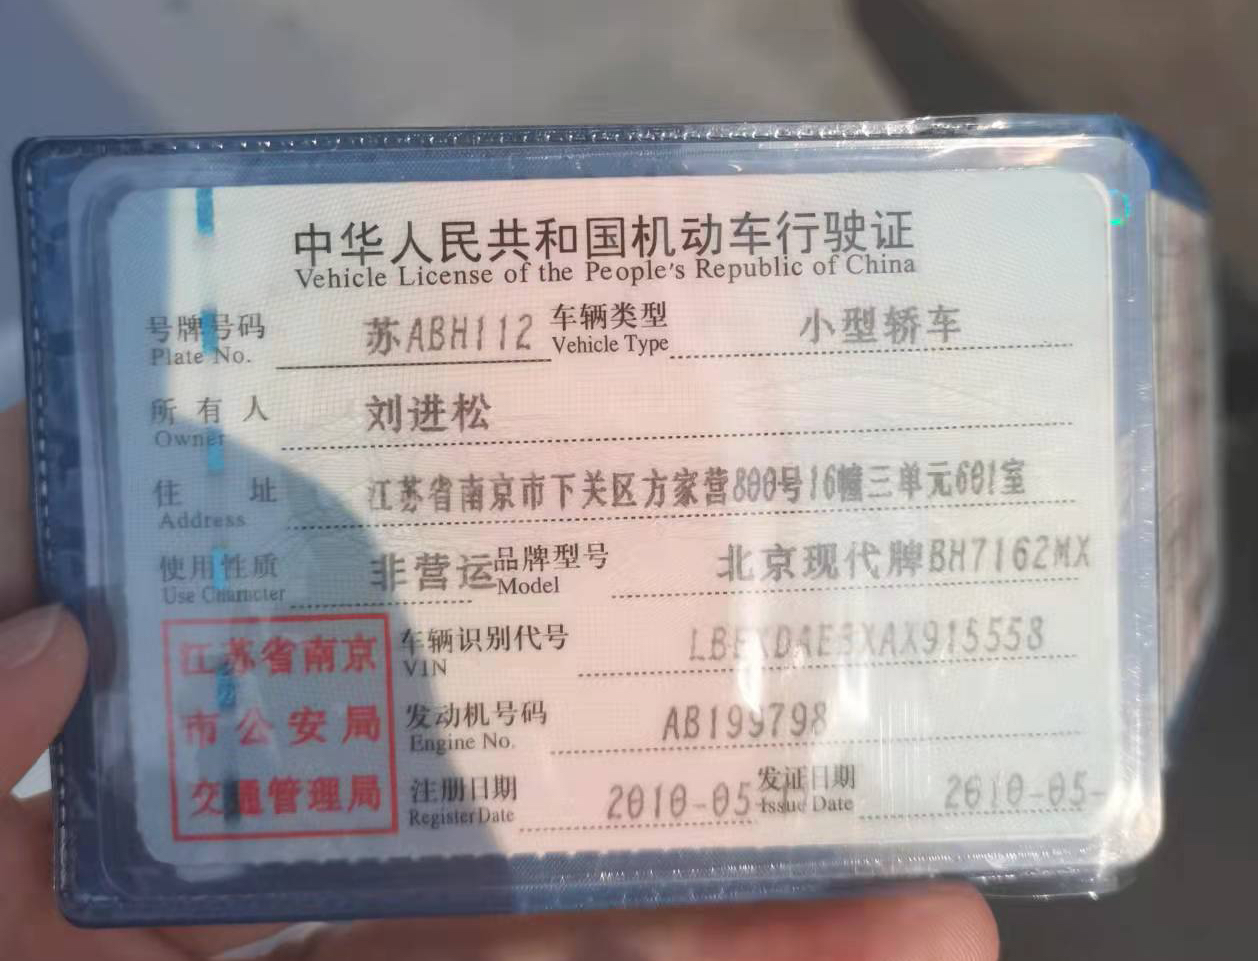 中华人民共和国机动车行驶证
Vehicle License of the People's Republic of China
号牌号码 苏ABH112 车辆类型 小型轿车
Plate No. Vehicle Type
所有人 刘进松
Owner
住址 江苏省南京市下关区方家营800号16幢三单元601室
Address
使用性质 非营运 品牌型号 北京现代牌BH7162MX
Use Character Model
江苏省南京 车辆识别代号
VIN
市公安局 发动机号码 AB199798
Engine No.
交通管理局 注册日期 2010-05- 发证日期 2010-05-
Register Date Issue Date